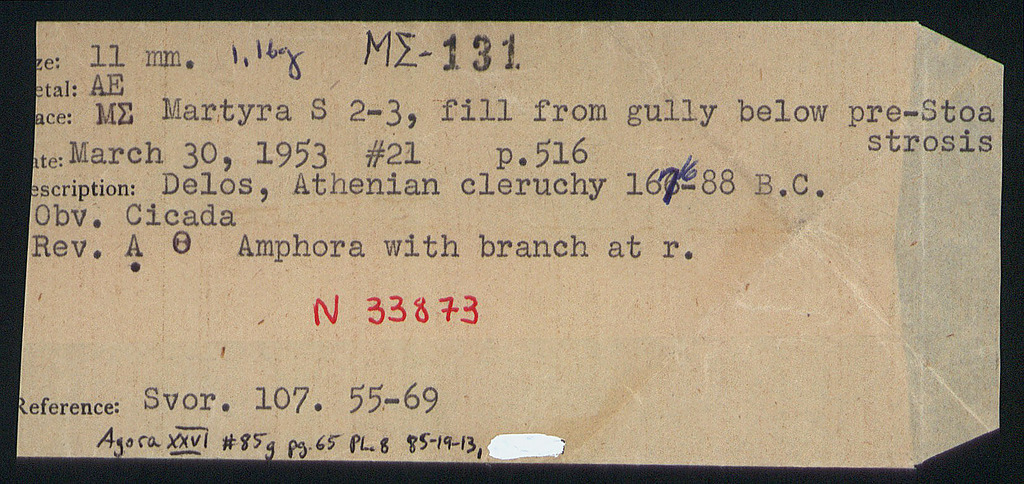 ze: 11 mm. 1,16g ΜΣ-131
etal: AE
ace: ΜΣ Martyra S 2-3, fill from gully below pre-Stoa
strosis
ate: March 30, 1953 #21 p.516
escription: Delos, Athenian cleruchy 166-88 B.C.
Obv. Cicada
Rev. Ạ Θ Amphora with branch at r.
N 33873
Reference: Svor. 107. 55-69
Agora XXVI #85g pg.65 PL.8 85-19-13,